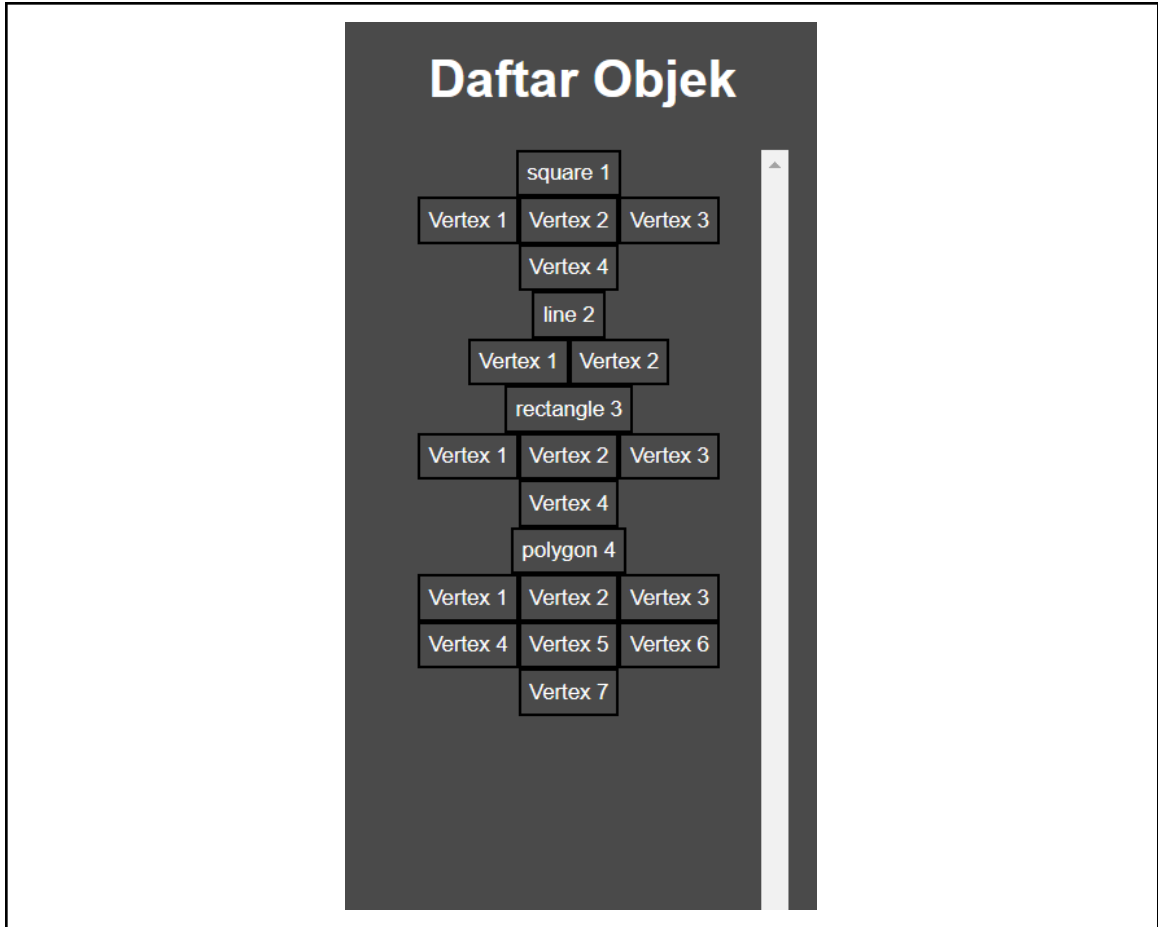 Daftar Objek
square 1
Vertex 1 Vertex 2 Vertex 3
Vertex 4
line 2
Vertex 1 Vertex 2
rectangle 3
Vertex 1 Vertex 2 Vertex 3
Vertex 4
polygon 4
Vertex 1 Vertex 2 Vertex 3
Vertex 4 Vertex 5 Vertex 6
Vertex 7